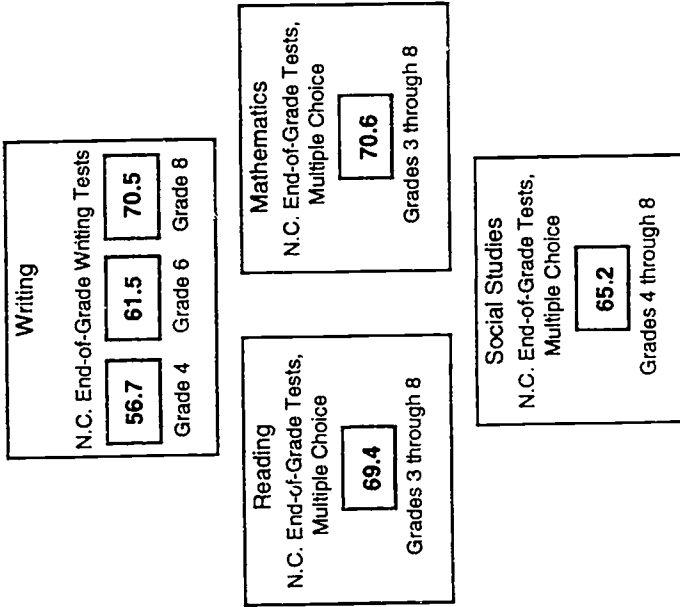 Writing
N.C. End-of-Grade Writing Tests
56.7 61.5 70.5
Grade 4 Grade 6 Grade 8
Reading
N.C. End-of-Grade Tests,
Multiple Choice
69.4
Grades 3 through 8
Mathematics
N.C. End-of-Grade Tests,
Multiple Choice
70.6
Grades 3 through 8
Social Studies
N.C. End-of-Grade Tests,
Multiple Choice
65.2
Grades 4 through 8